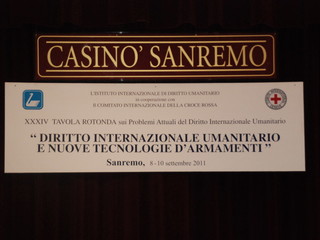 CASINO' SANREMO
L'ISTITUTO INTERNAZIONALE DI DIRITTO UMANITARIO
in cooperazione con
Il COMITATO INTERNAZIONALE DELLA CROCE ROSSA
XXXIV TAVOLA ROTONDA sui Problemi Attuali del Diritto Internazionale Umanitario
“ DIRITTO INTERNAZIONALE UMANITARIO
E NUOVE TECNOLOGIE D'ARMAMENTI ”
Sanremo, 8-10 settembre 2011